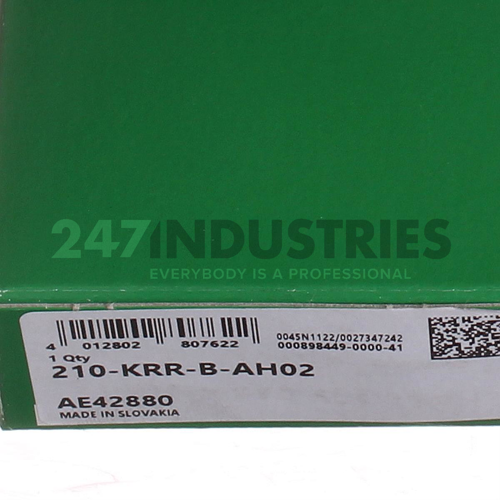 247INDUSTRIES
EVERYBODY IS A PROFESSIONAL
4 012802 807622
0045N1122/0027347242
000898449-0000-41
1 Qty
210-KRR-B-AH02
AE42880
MADE IN SLOVAKIA